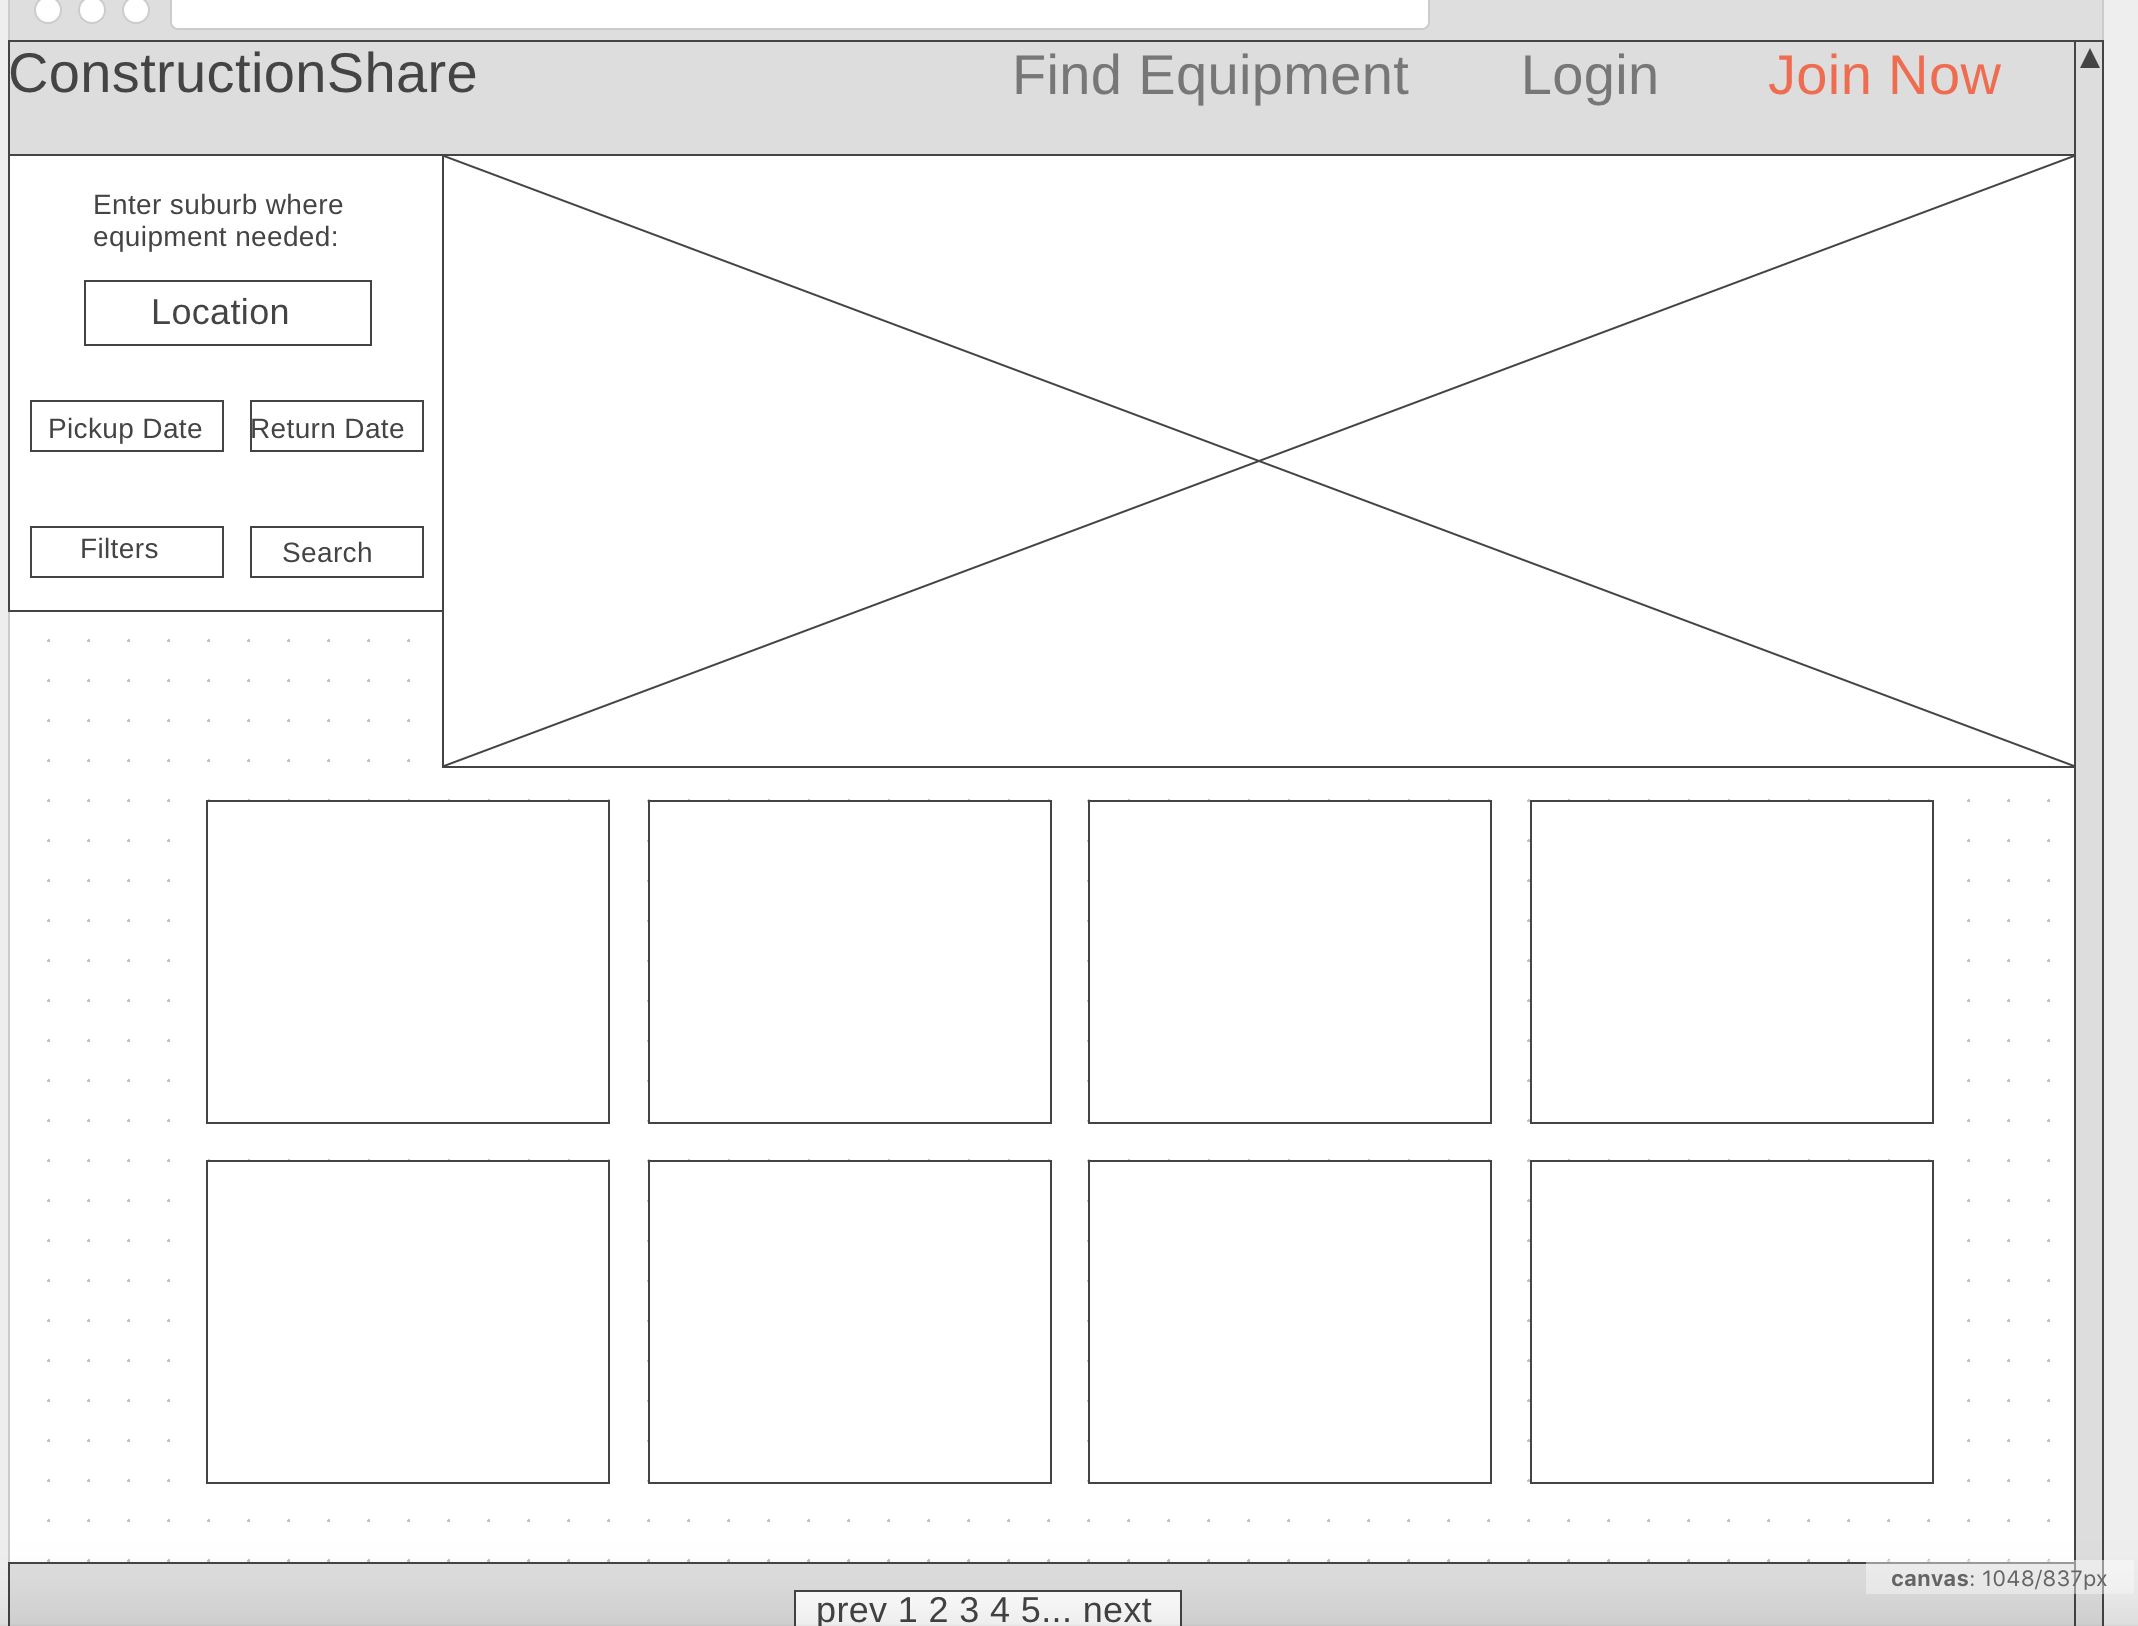 ConstructionShare
Find Equipment
Login
Join Now
Enter suburb where
equipment needed:
Location
Pickup Date
Return Date
Filters
Search
canvas: 1048/837px
prev 1 2 3 4 5... next